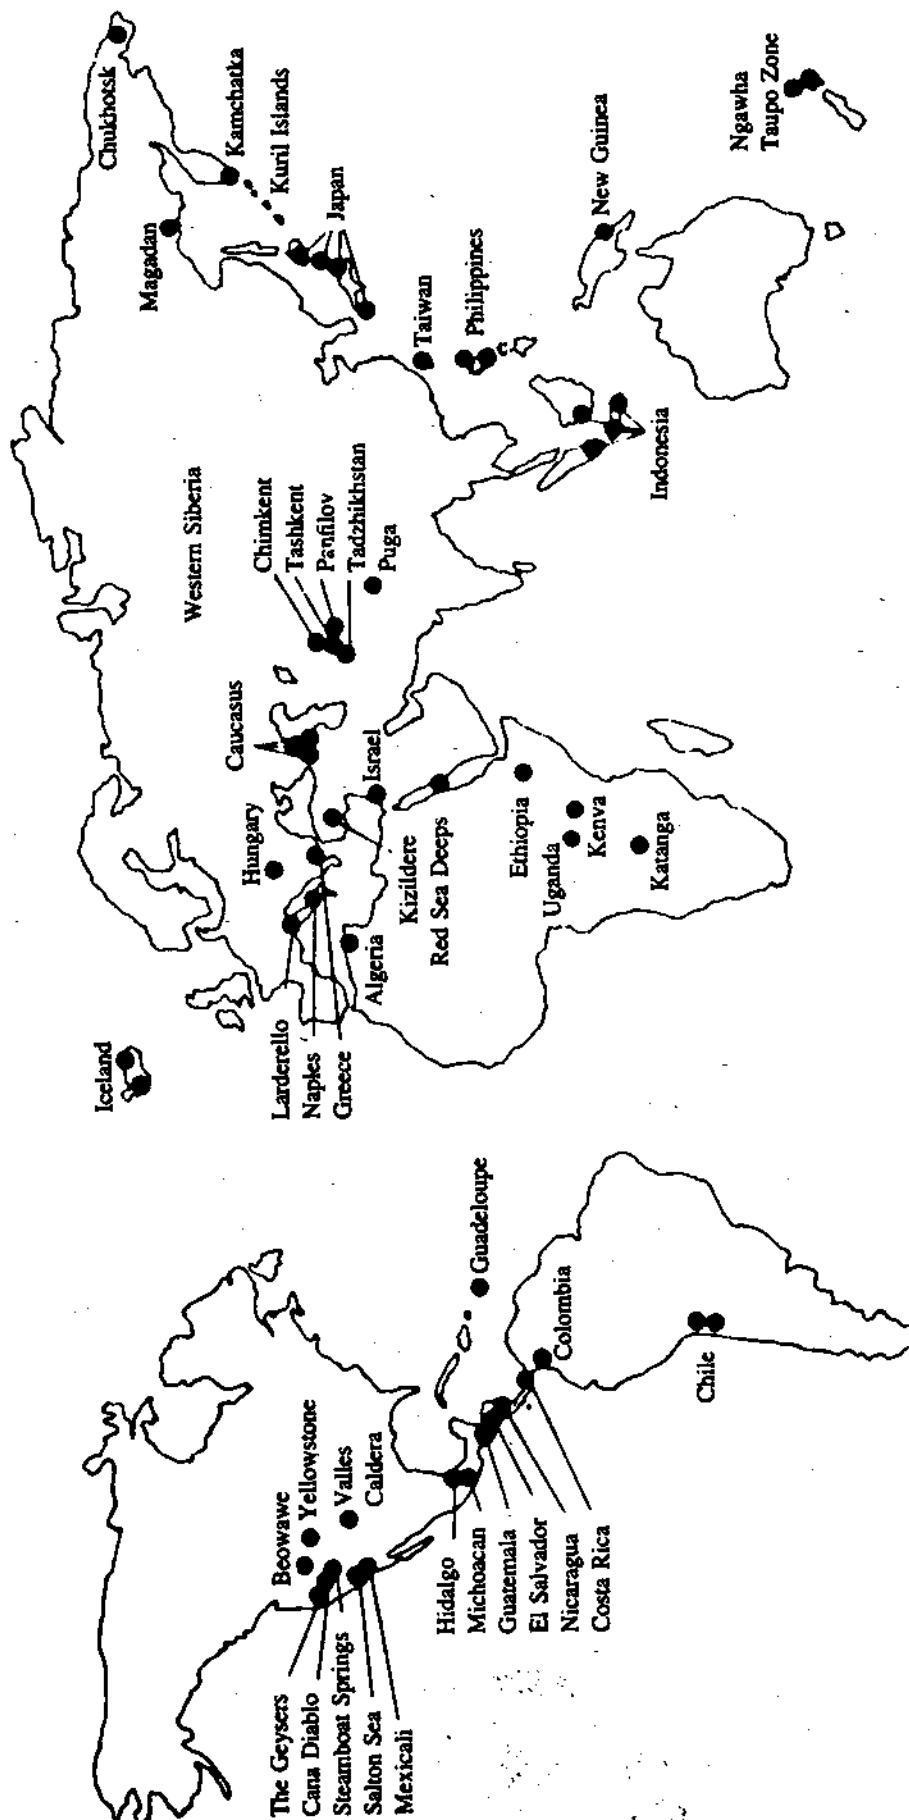 Iceland
Chukhotsk
Magadan
Kamchatka
Kuril Islands
Japan
Western Siberia
Caucasus
Hungary
Chimkent
Tashkent
Panfilov
Tadzhikhstan
Puga
Taiwan
Philippines
Larderello
Naples
Greece
Algeria
Israel
Kizildere
Red Sea Deeps
Ethiopia
Uganda
Kenva
Katanga
Indonesia
New Guinea
Ngawha
Taupo Zone
Beowawe
Yellowstone
Valles
Caldera
The Geysers
Cana Diablo
Steamboat Springs
Salton Sea
Mexicali
Hidalgo
Michoacan
Guatemala
El Salvador
Nicaragua
Costa Rica
Guadeloupe
Colombia
Chile